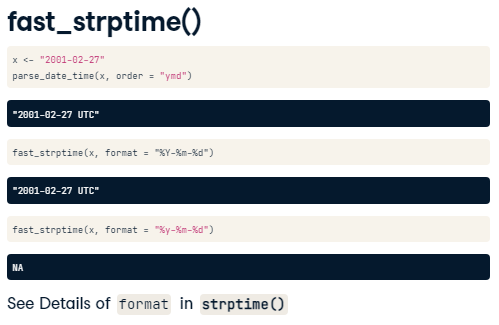 fast_strptime()
x <- "2001-02-27"
parse_date_time(x, order = "ymd")
"2001-02-27 UTC"
fast_strptime(x, format = "%Y-%m-%d")
"2001-02-27 UTC"
fast_strptime(x, format = "%y-%m-%d")
NA
See Details of format in strptime()